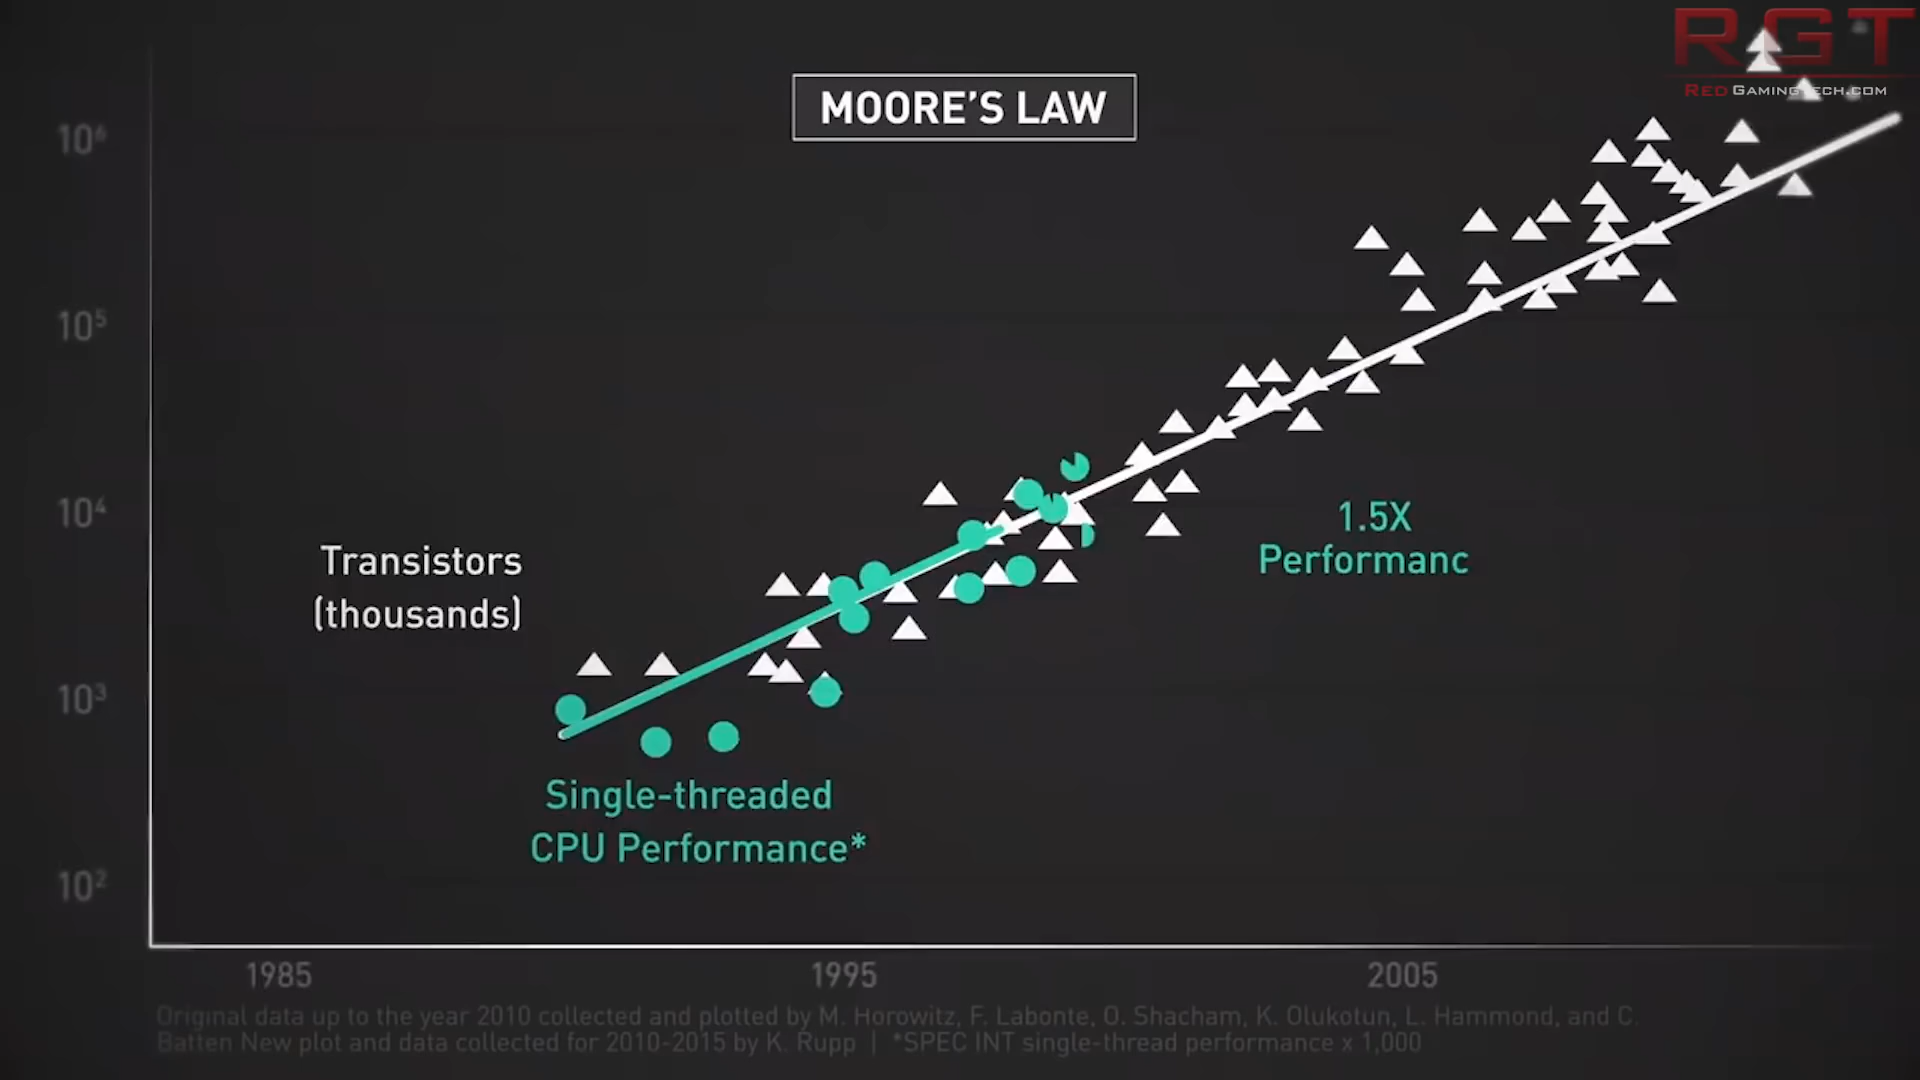 RGT
REDGAMINGTECH.COM
MOORE'S LAW
10⁶
10⁵
10⁴
10³
10²
Transistors
(thousands)
1.5X
Performanc
Single-threaded
CPU Performance*
1985
1995
2005
Original data up to the year 2010 collected and plotted by M. Horowitz, F. Labonte, O. Shacham, K. Olukotun, L. Hammond, and C.
Batten New plot and data collected for 2010-2015 by K. Rupp | *SPEC INT single-thread performance x 1,000